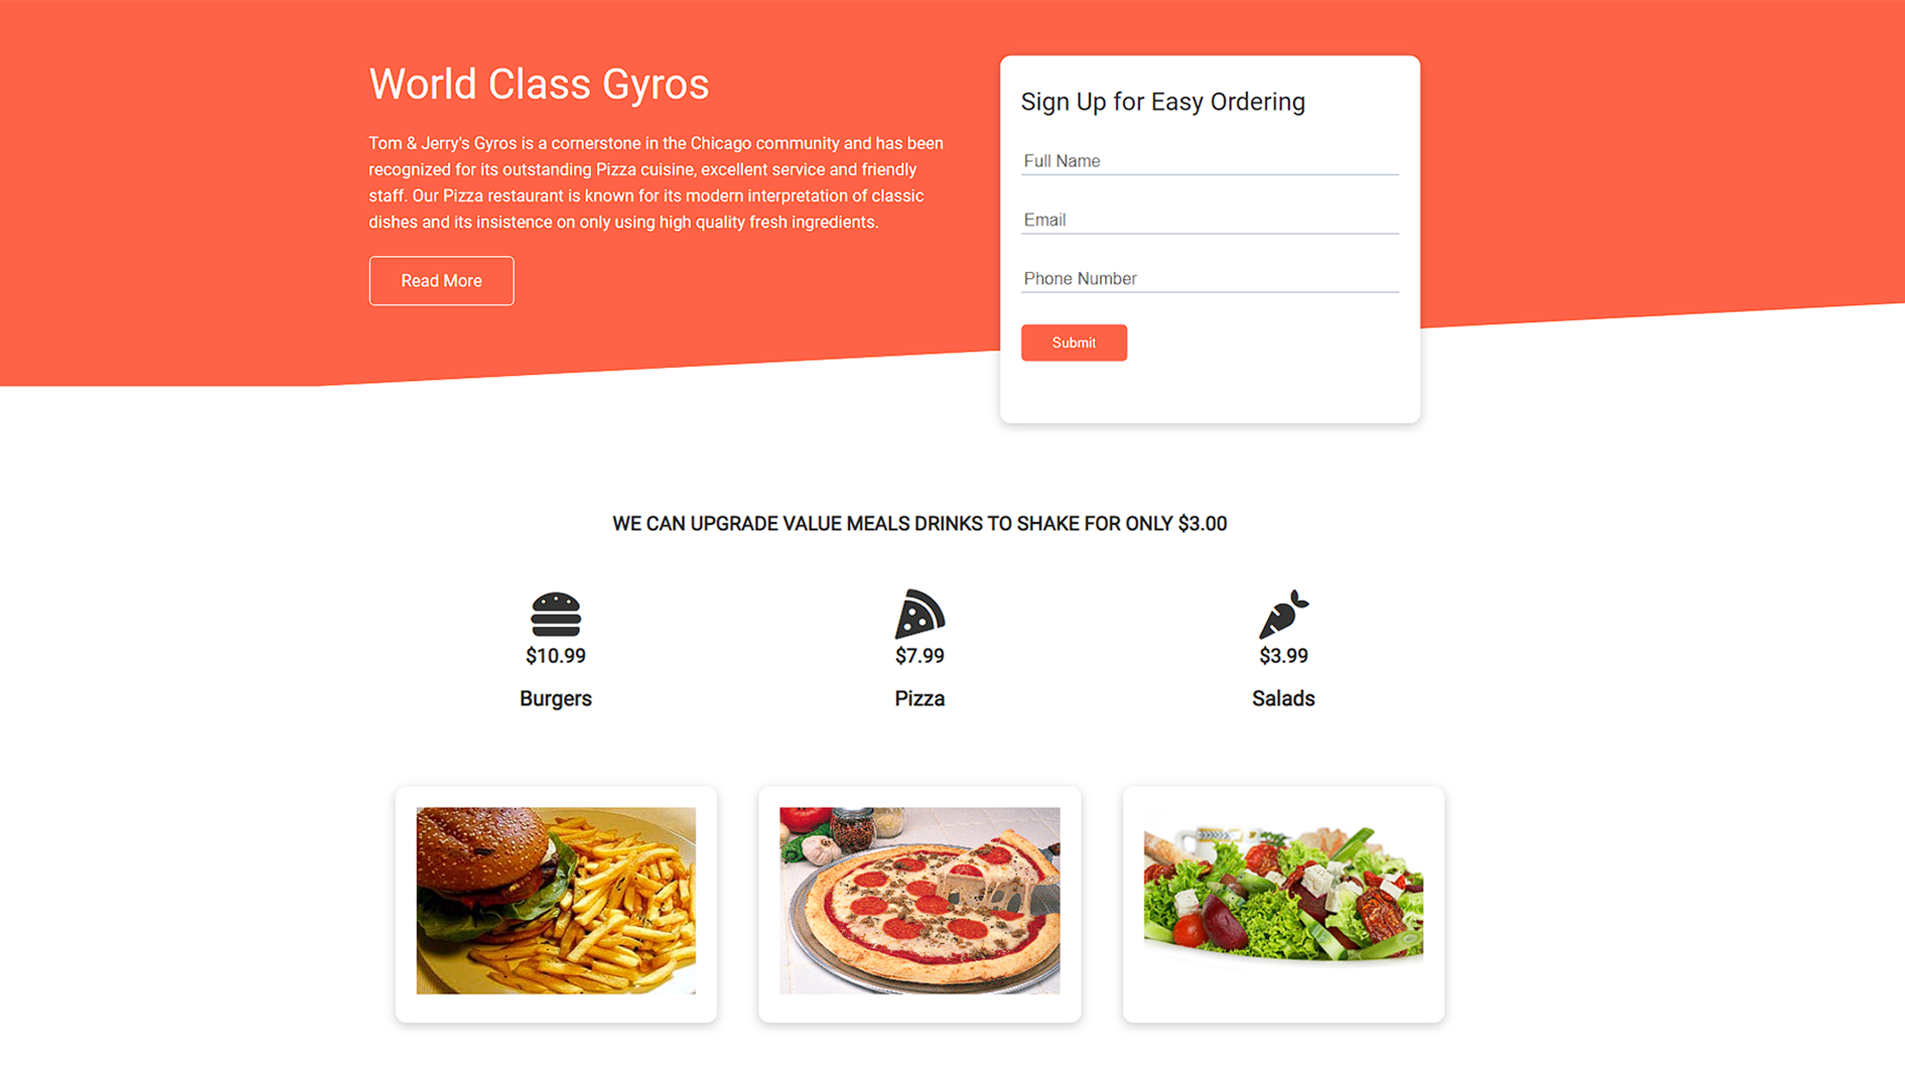 World Class Gyros
Tom & Jerry's Gyros is a cornerstone in the Chicago community and has been
recognized for its outstanding Pizza cuisine, excellent service and friendly
staff. Our Pizza restaurant is known for its modern interpretation of classic
dishes and its insistence on only using high quality fresh ingredients.
Read More
Sign Up for Easy Ordering
Full Name
Email
Phone Number
Submit
WE CAN UPGRADE VALUE MEALS DRINKS TO SHAKE FOR ONLY $3.00
$10.99
Burgers
$7.99
Pizza
$3.99
Salads